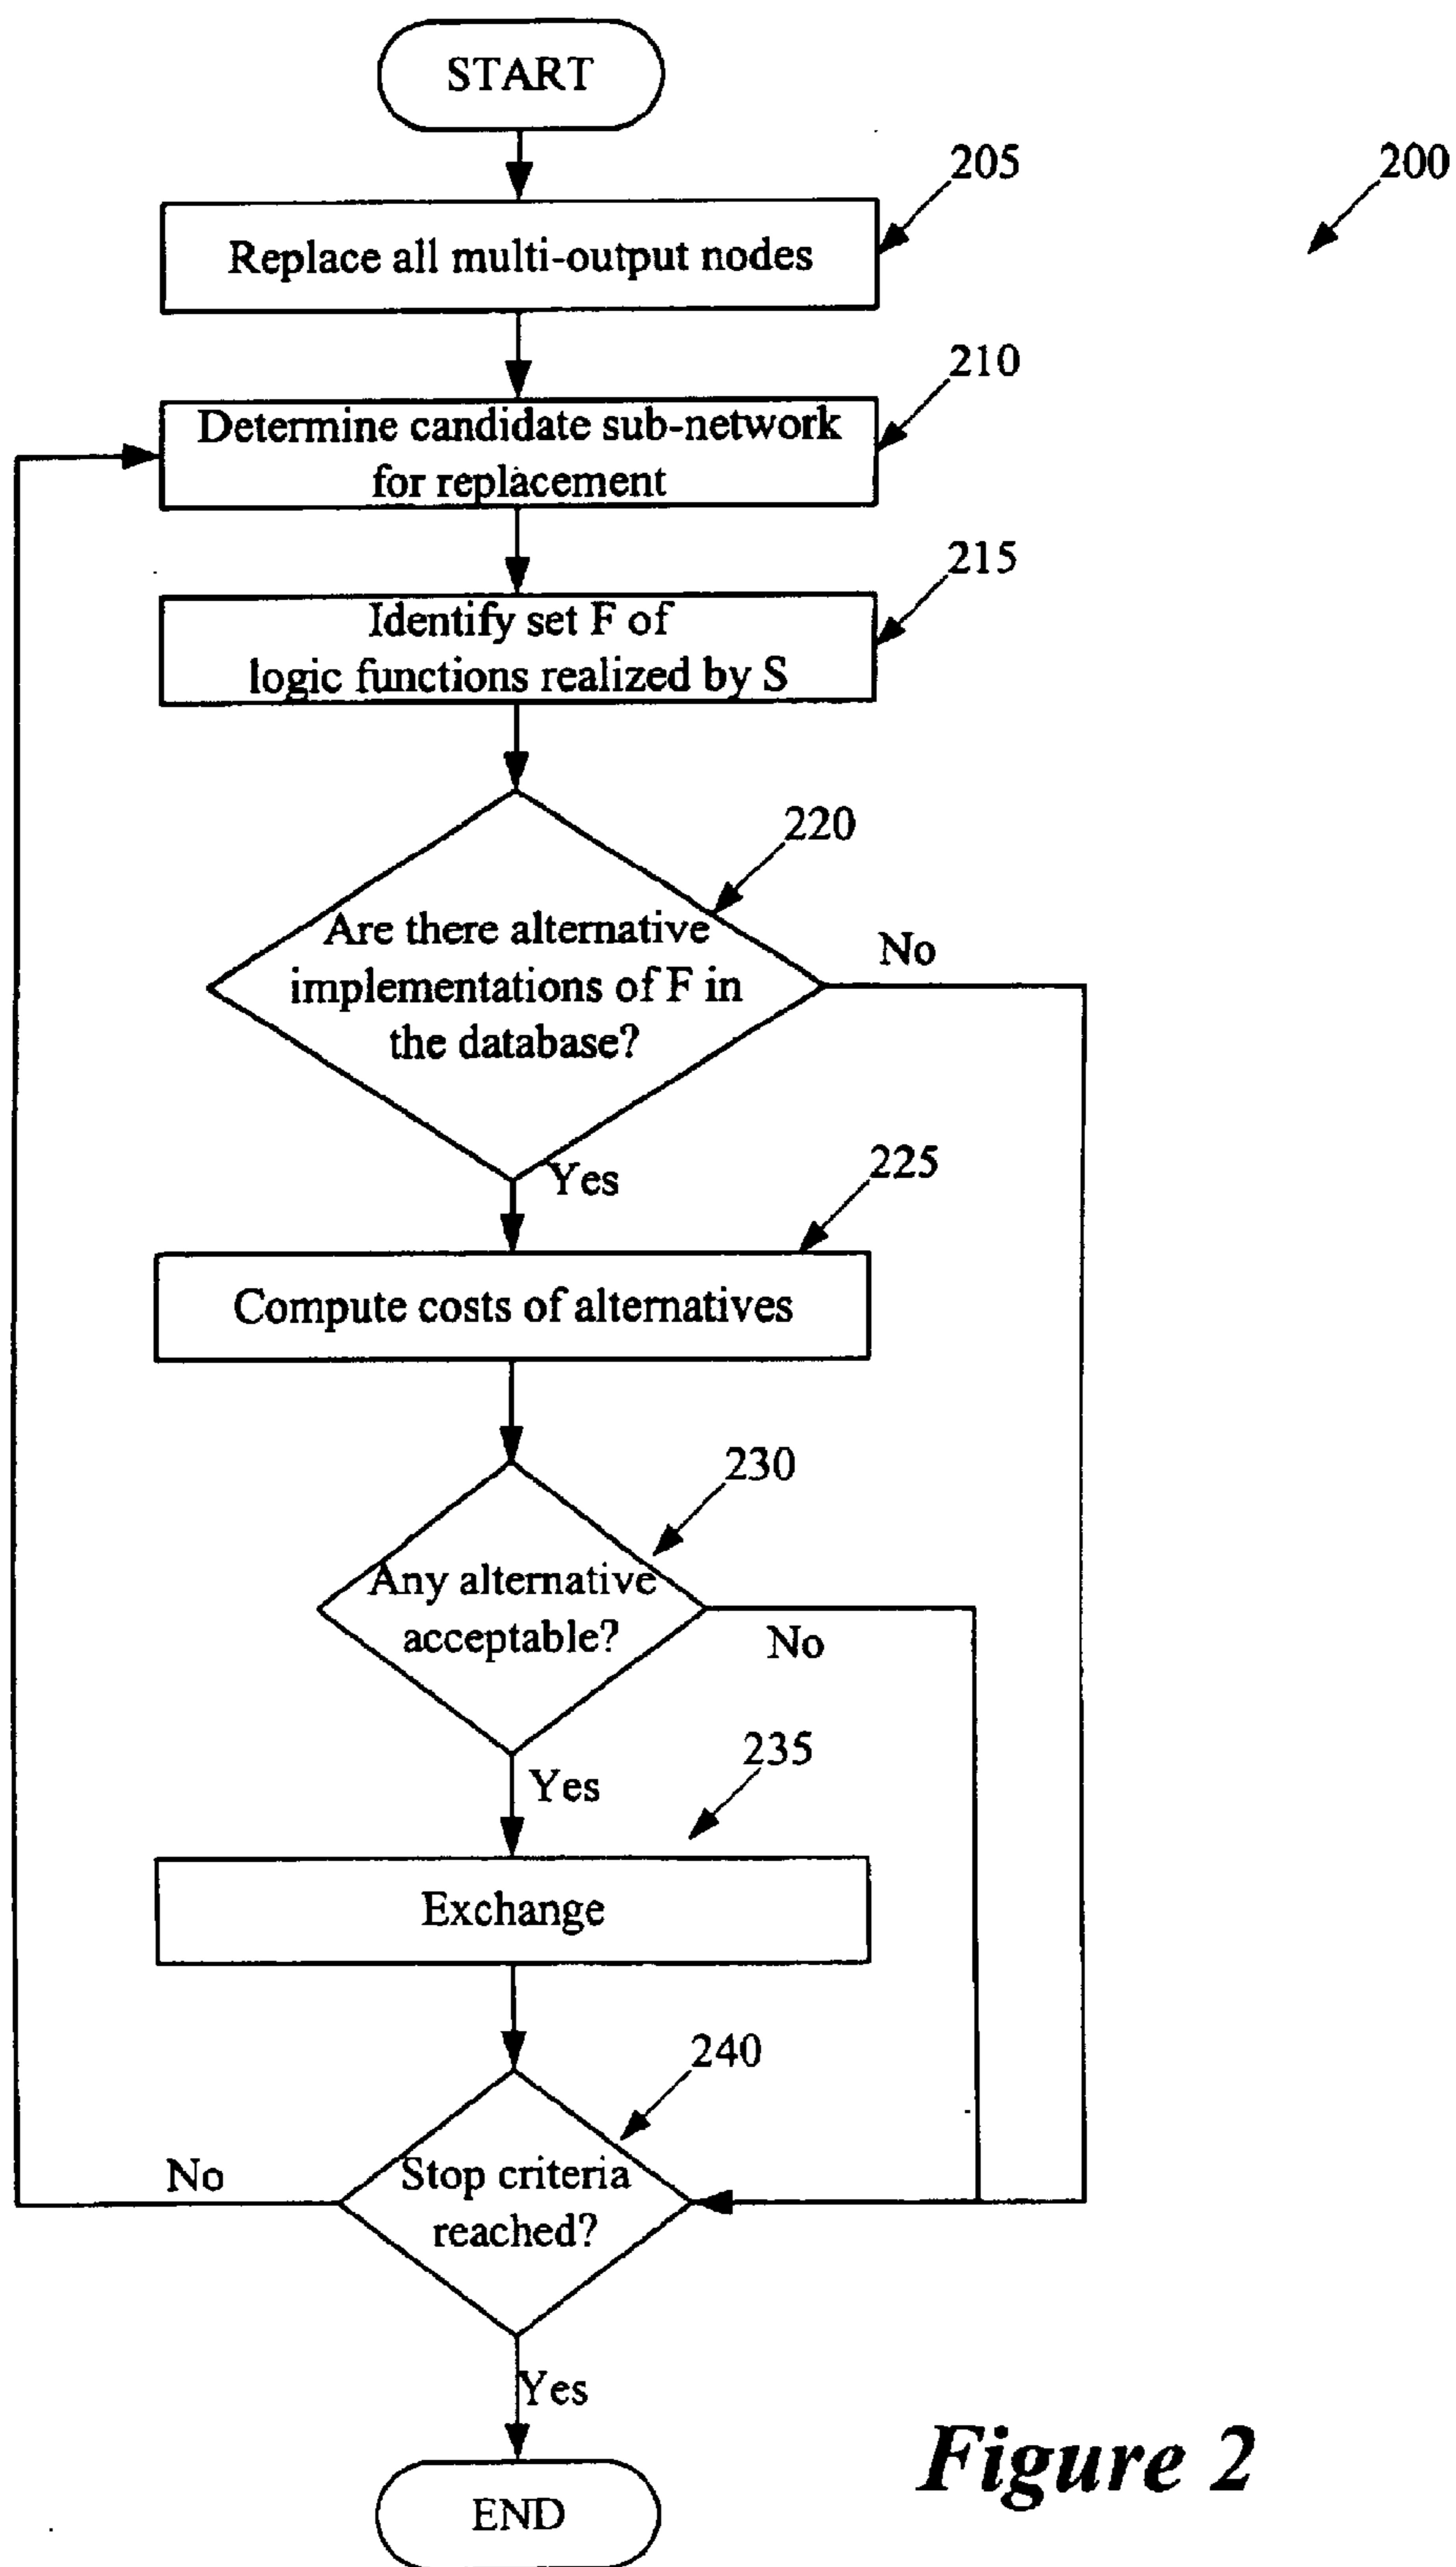 START
205
200
Replace all multi-output nodes
210
Determine candidate sub-network
for replacement
215
Identify set F of
logic functions realized by S
220
Are there alternative
implementations of F in
the database?
No
Yes
225
Compute costs of alternatives
230
Any alternative
acceptable?
No
Yes
235
Exchange
240
Stop criteria
reached?
No
Yes
END
Figure 2